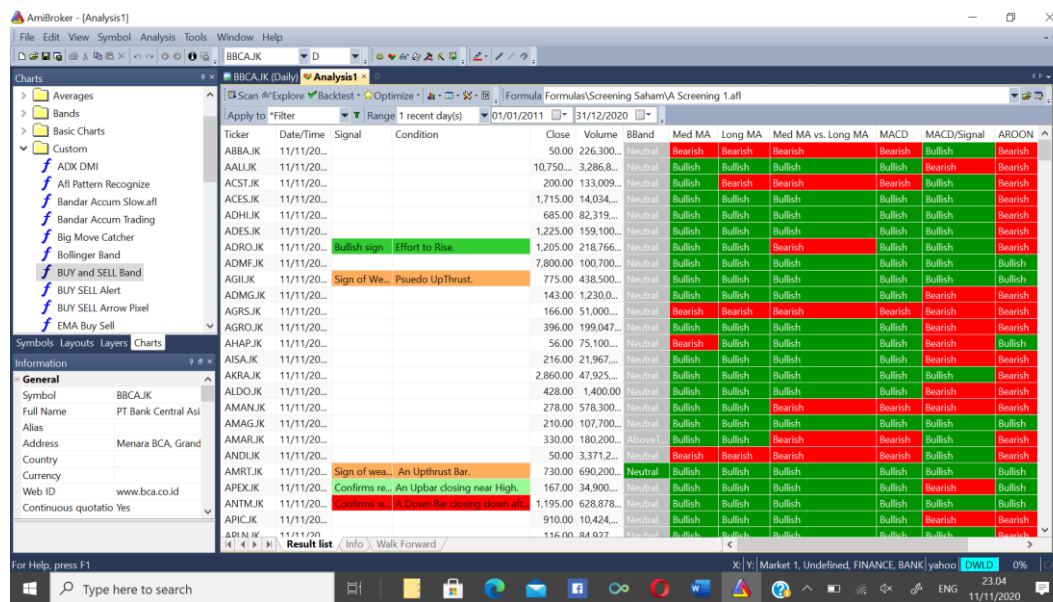 AmiBroker - [Analysis1]
File Edit View Symbol Analysis Tools Window Help
BBCA.JK D
Charts
BBCA.JK (Daily) Analysis1
Averages
Bands
Basic Charts
Custom
ADX DMI
Afl Pattern Recognize
Bandar Accum Slow.afl
Bandar Accum Trading
Big Move Catcher
Bollinger Band
BUY and SELL Band
BUY SELL Alert
BUY SELL Arrow Pixel
EMA Buy Sell
Symbols Layouts Layers Charts
Information
General
Symbol BBCA.JK
Full Name PT Bank Central Asi
Alias
Address Menara BCA, Grand
Country
Currency
Web ID www.bca.co.id
Continuous quotatio Yes
Scan Explore Backtest Optimize Formula Formulas\Screening Saham\A Screening 1.afl
Apply to *Filter Range 1 recent day(s) 01/01/2011 31/12/2020
Ticker Date/Time Signal Condition Close Volume BBand Med MA Long MA Med MA vs. Long MA MACD MACD/Signal AROON
ABBA.JK 11/11/20... 50.00 226,300... Neutral Bearish Bearish Bearish Bearish Bullish Bearish
AALI.JK 11/11/20... 10,750.... 3,286,8... Neutral Bullish Bullish Bullish Bullish Bearish Bearish
ACST.JK 11/11/20... 200.00 133,009... Neutral Bullish Bearish Bearish Bearish Bullish Bearish
ACES.JK 11/11/20... 1,715.00 14,034,... Neutral Bullish Bullish Bullish Bullish Bullish Bearish
ADHI.JK 11/11/20... 685.00 82,319,... Neutral Bullish Bullish Bullish Bullish Bullish Bearish
ADES.JK 11/11/20... 1,225.00 159,100... Neutral Bullish Bullish Bullish Bullish Bullish Bearish
ADRO.JK 11/11/20... Bullish sign Effort to Rise. 1,205.00 218,766... Neutral Bullish Bullish Bearish Bullish Bullish Bearish
ADMF.JK 11/11/20... 7,800.00 100,700... Neutral Bullish Bullish Bullish Bullish Bullish Bullish
AGII.JK 11/11/20... Sign of We... Psuedo UpThrust. 775.00 438,500... Neutral Bullish Bullish Bullish Bullish Bullish Bullish
ADMG.JK 11/11/20... 143.00 1,230,0... Neutral Bullish Bullish Bullish Bullish Bearish Bearish
AGRS.JK 11/11/20... 166.00 51,000... Neutral Bearish Bearish Bearish Bearish Bearish Bearish
AGRO.JK 11/11/20... 396.00 199,047... Neutral Bullish Bullish Bullish Bullish Bullish Bearish
AHAP.JK 11/11/20... 56.00 75,100.... Neutral Bearish Bullish Bullish Bullish Bearish Bullish
AISA.JK 11/11/20... 216.00 21,967,... Neutral Bullish Bullish Bullish Bullish Bearish Bearish
AKRA.JK 11/11/20... 2,860.00 47,925,... Neutral Bullish Bullish Bullish Bullish Bearish Bearish
ALDO.JK 11/11/20... 428.00 1,400.00 Neutral Bullish Bullish Bullish Bullish Bearish Bullish
AMAN.JK 11/11/20... 278.00 578,300... Neutral Bullish Bullish Bearish Bearish Bearish Bearish
AMAG.JK 11/11/20... 210.00 107,700... Neutral Bullish Bullish Bullish Bullish Bullish Bullish
AMAR.JK 11/11/20... 330.00 180,200... AboveT... Bullish Bullish Bearish Bearish Bullish Bearish
ANDI.JK 11/11/20... 50.00 3,371,2... Neutral Bearish Bearish Bearish Bearish Bullish Bullish
AMRT.JK 11/11/20... Sign of wea... An Upthrust Bar. 730.00 690,200... Neutral Bullish Bullish Bullish Bullish Bullish Bullish
APEX.JK 11/11/20... Confirms re... An Upbar closing near High. 167.00 34,900.... Neutral Bullish Bullish Bullish Bullish Bearish Bullish
ANTM.JK 11/11/20... Confirms w... A Down Bar closing down aft... 1,195.00 628,878... Neutral Bullish Bullish Bullish Bullish Bullish Bullish
APIC.JK 11/11/20... 910.00 10,424,... Neutral Bullish Bullish Bullish Bullish Bearish Bearish
APLN.JK 11/11/20... 116.00 84,927 Neutral Bullish Bullish Bullish Bullish Bullish Bullish
Result list Info Walk Forward
For Help, press F1 X: Y: Market 1, Undefined, FINANCE, BANK yahoo DWLD 0%
Type here to search
ENG 23.04
11/11/2020